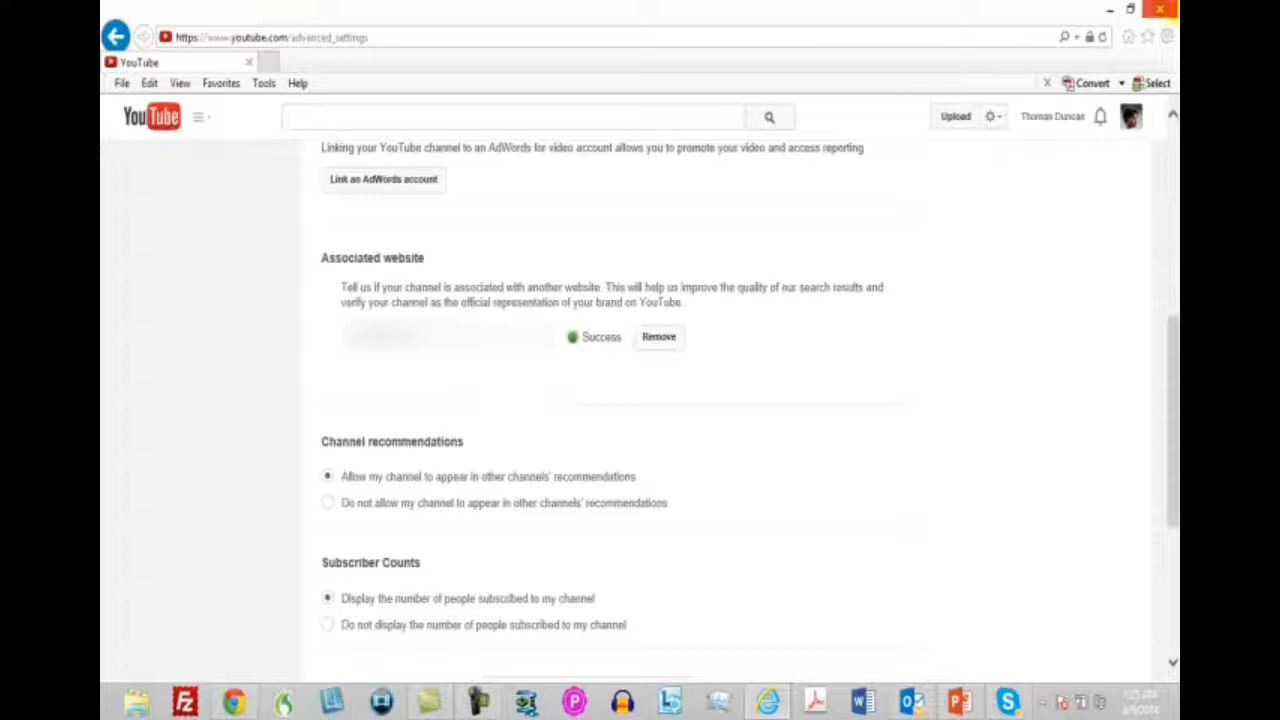 https://www.youtube.com/advanced_settings
YouTube
File Edit View Favorites Tools Help
Convert Select
YouTube
Upload
Thomas Duncan
Linking your YouTube channel to an AdWords for video account allows you to promote your video and access reporting
Link an AdWords account
Associated website
Tell us if your channel is associated with another website. This will help us improve the quality of our search results and
verify your channel as the official representation of your brand on YouTube.
Success Remove
Channel recommendations
Allow my channel to appear in other channels' recommendations
Do not allow my channel to appear in other channels' recommendations
Subscriber Counts
Display the number of people subscribed to my channel
Do not display the number of people subscribed to my channel